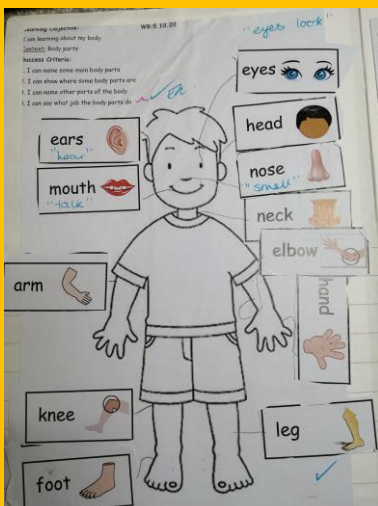 Learning Objective:
WB:5.10.20
I am learning about my body
Context: Body parts
Success Criteria:
1. I can name some main body parts
2. I can show where some body parts are
3. I can name other parts of the body
4. I can say what job the body parts do
"eyes look"
eyes
head
ears
"hear"
nose
"smell"
mouth
"talk"
neck
elbow
arm
hand
knee
leg
foot